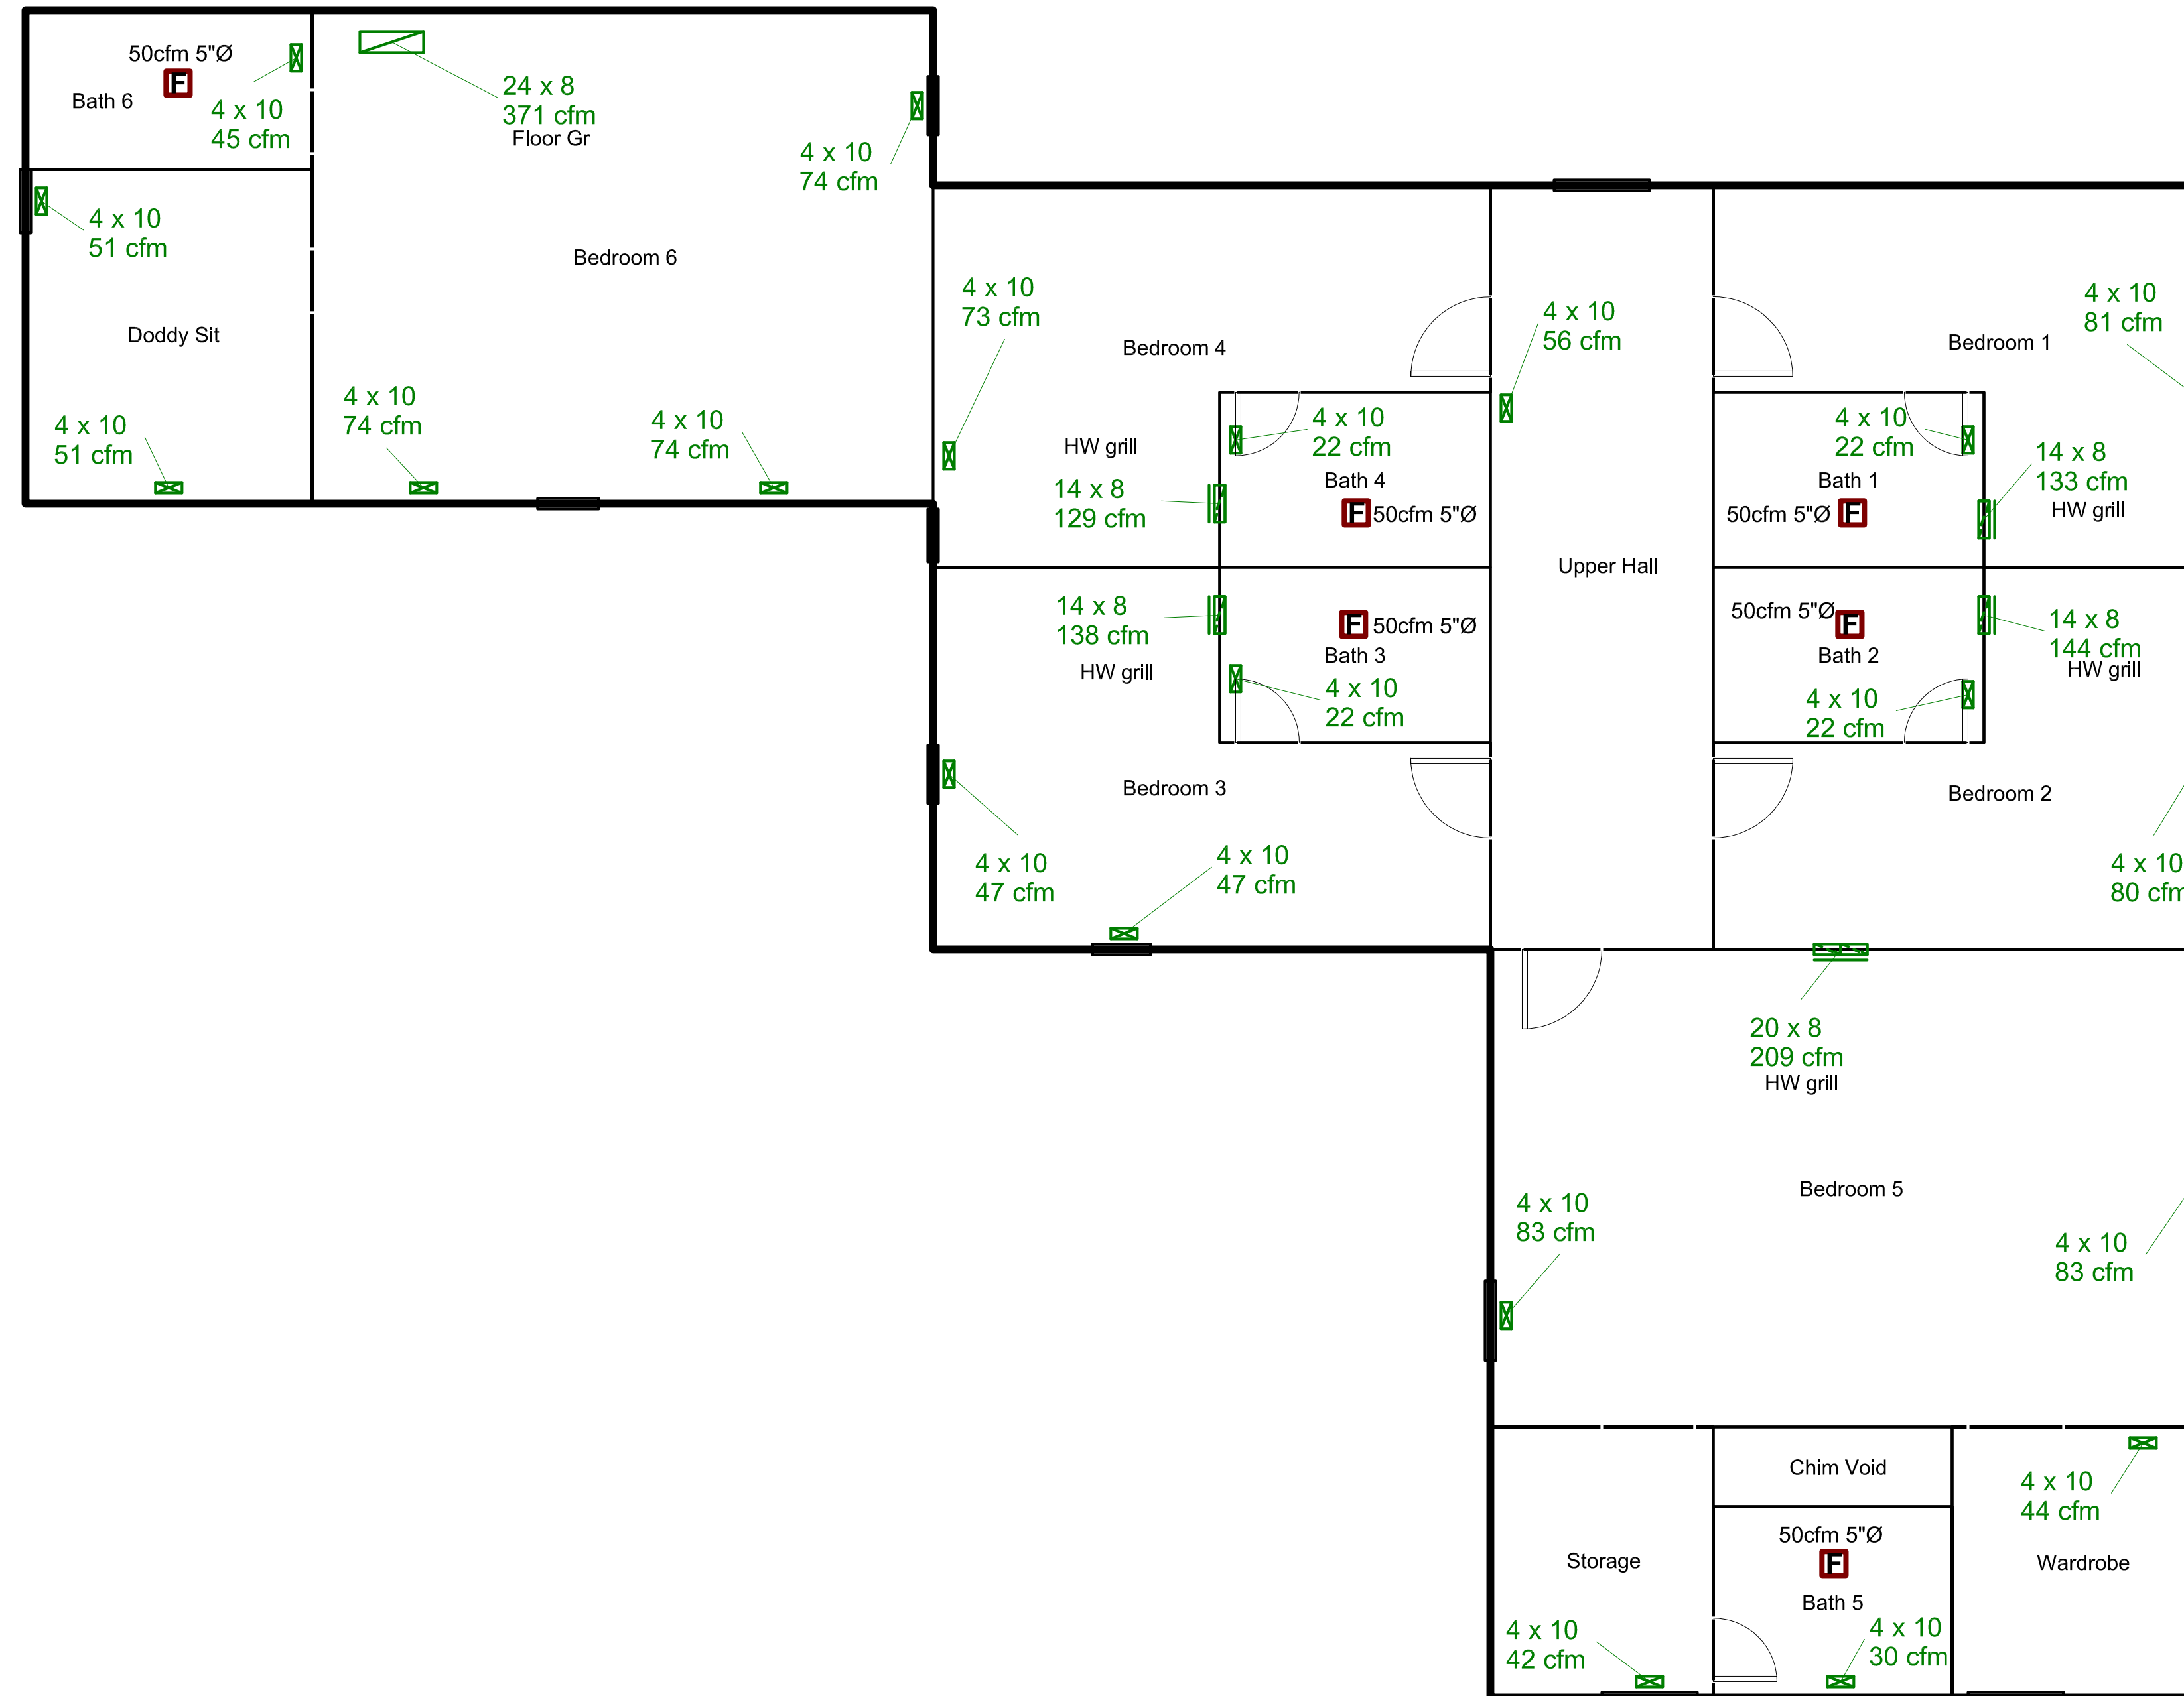 50cfm 5"Ø
F
Bath 6
4 x 10
45 cfm
24 x 8
371 cfm
Floor Gr
4 x 10
74 cfm
4 x 10
51 cfm
Bedroom 6
Doddy Sit
4 x 10
51 cfm
4 x 10
74 cfm
4 x 10
74 cfm
4 x 10
73 cfm
Bedroom 4
HW grill
14 x 8
129 cfm
4 x 10
22 cfm
Bath 4
F
50cfm 5"Ø
4 x 10
56 cfm
Upper Hall
Bedroom 1
4 x 10
81 cfm
4 x 10
22 cfm
Bath 1
50cfm 5"Ø
F
14 x 8
133 cfm
HW grill
14 x 8
138 cfm
HW grill
F
50cfm 5"Ø
Bath 3
4 x 10
22 cfm
50cfm 5"Ø
F
Bath 2
4 x 10
22 cfm
14 x 8
144 cfm
HW grill
Bedroom 3
4 x 10
47 cfm
4 x 10
47 cfm
Bedroom 2
4 x 10
80 cfm
20 x 8
209 cfm
HW grill
Bedroom 5
4 x 10
83 cfm
4 x 10
83 cfm
Chim Void
4 x 10
44 cfm
50cfm 5"Ø
F
Storage
Wardrobe
Bath 5
4 x 10
42 cfm
4 x 10
30 cfm